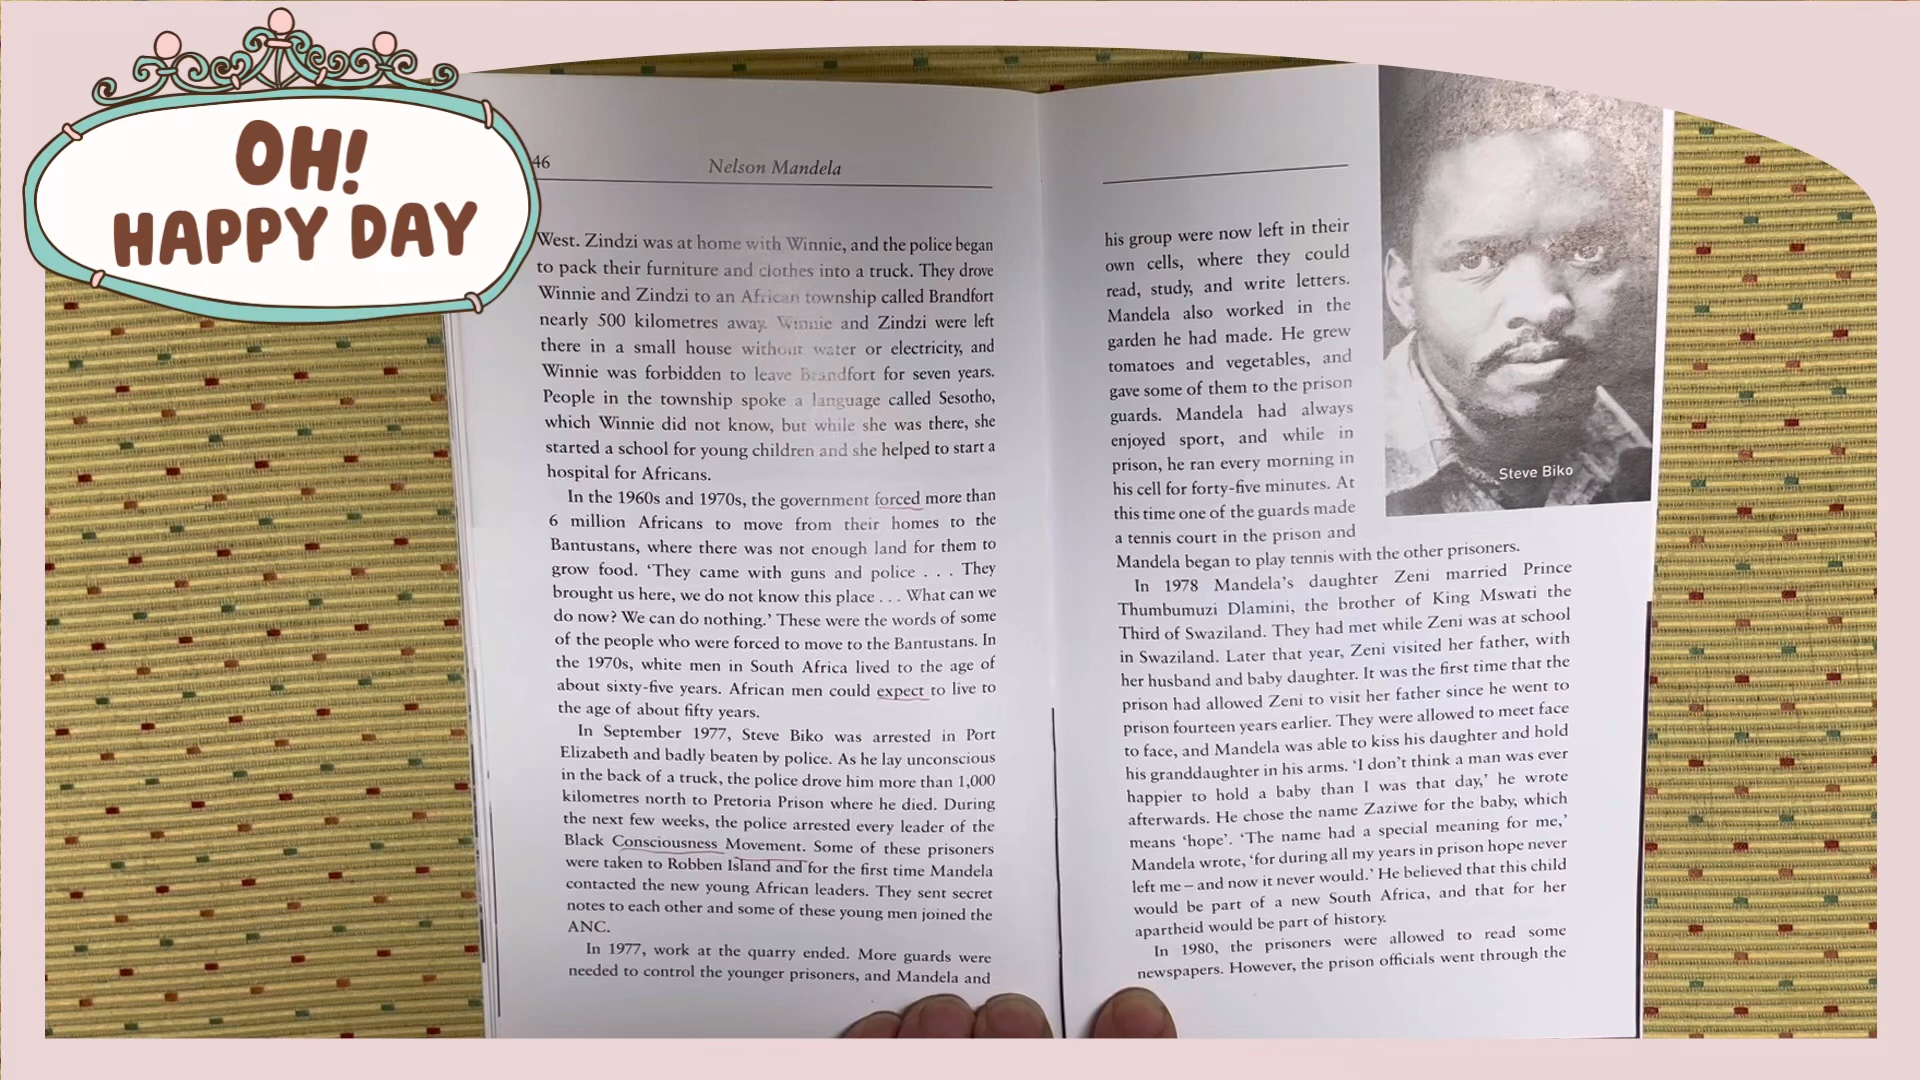 OH!
HAPPY DAY
46
Nelson Mandela
West. Zindzi was at home with Winnie, and the police began
to pack their furniture and clothes into a truck. They drove
Winnie and Zindzi to an African township called Brandfort
nearly 500 kilometres away. Winnie and Zindzi were left
there in a small house without water or electricity, and
Winnie was forbidden to leave Brandfort for seven years.
People in the township spoke a language called Sesotho,
which Winnie did not know, but while she was there, she
started a school for young children and she helped to start a
hospital for Africans.
In the 1960s and 1970s, the government forced more than
6 million Africans to move from their homes to the
Bantustans, where there was not enough land for them to
grow food. ‘They came with guns and police . . . They
brought us here, we do not know this place . . . What can we
do now? We can do nothing.’ These were the words of some
of the people who were forced to move to the Bantustans. In
the 1970s, white men in South Africa lived to the age of
about sixty-five years. African men could expect to live to
the age of about fifty years.
In September 1977, Steve Biko was arrested in Port
Elizabeth and badly beaten by police. As he lay unconscious
in the back of a truck, the police drove him more than 1,000
kilometres north to Pretoria Prison where he died. During
the next few weeks, the police arrested every leader of the
Black Consciousness Movement. Some of these prisoners
were taken to Robben Island and for the first time Mandela
contacted the new young African leaders. They sent secret
notes to each other and some of these young men joined the
ANC.
In 1977, work at the quarry ended. More guards were
needed to control the younger prisoners, and Mandela and
his group were now left in their
own cells, where they could
read, study, and write letters.
Mandela also worked in the
garden he had made. He grew
tomatoes and vegetables, and
gave some of them to the prison
guards. Mandela had always
enjoyed sport, and while in
prison, he ran every morning in
his cell for forty-five minutes. At
this time one of the guards made
a tennis court in the prison and
Mandela began to play tennis with the other prisoners.
Steve Biko
In 1978 Mandela’s daughter Zeni married Prince
Thumbumuzi Dlamini, the brother of King Mswati the
Third of Swaziland. They had met while Zeni was at school
in Swaziland. Later that year, Zeni visited her father, with
her husband and baby daughter. It was the first time that the
prison had allowed Zeni to visit her father since he went to
prison fourteen years earlier. They were allowed to meet face
to face, and Mandela was able to kiss his daughter and hold
his granddaughter in his arms. ‘I don’t think a man was ever
happier to hold a baby than I was that day,’ he wrote
afterwards. He chose the name Zaziwe for the baby, which
means ‘hope’. ‘The name had a special meaning for me,’
Mandela wrote, ‘for during all my years in prison hope never
left me – and now it never would.’ He believed that this child
would be part of a new South Africa, and that for her
apartheid would be part of history.
In 1980, the prisoners were allowed to read some
newspapers. However, the prison officials went through the